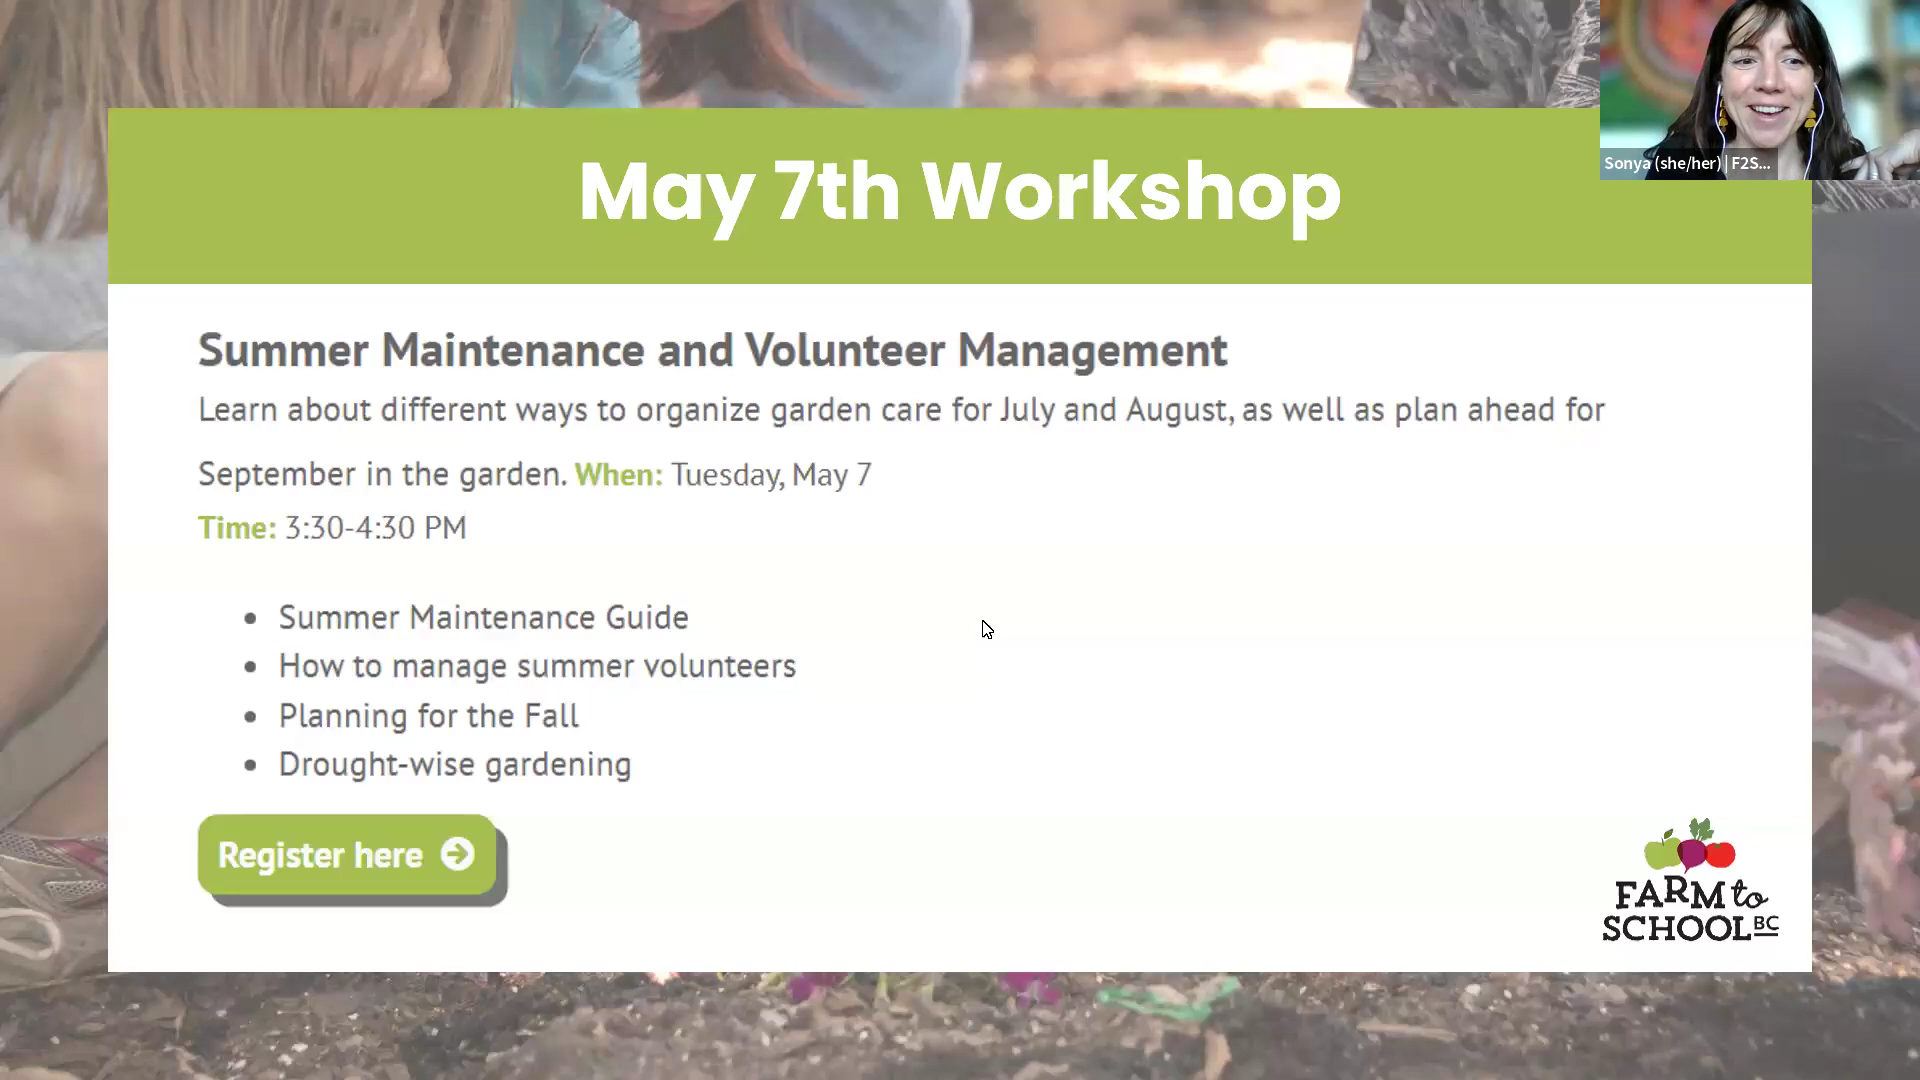 May 7th Workshop
Sonya (she/her) | F2S...
Summer Maintenance and Volunteer Management
Learn about different ways to organize garden care for July and August, as well as plan ahead for
September in the garden. When: Tuesday, May 7
Time: 3:30-4:30 PM
• Summer Maintenance Guide
• How to manage summer volunteers
• Planning for the Fall
• Drought-wise gardening
Register here
FARM to
SCHOOL BC